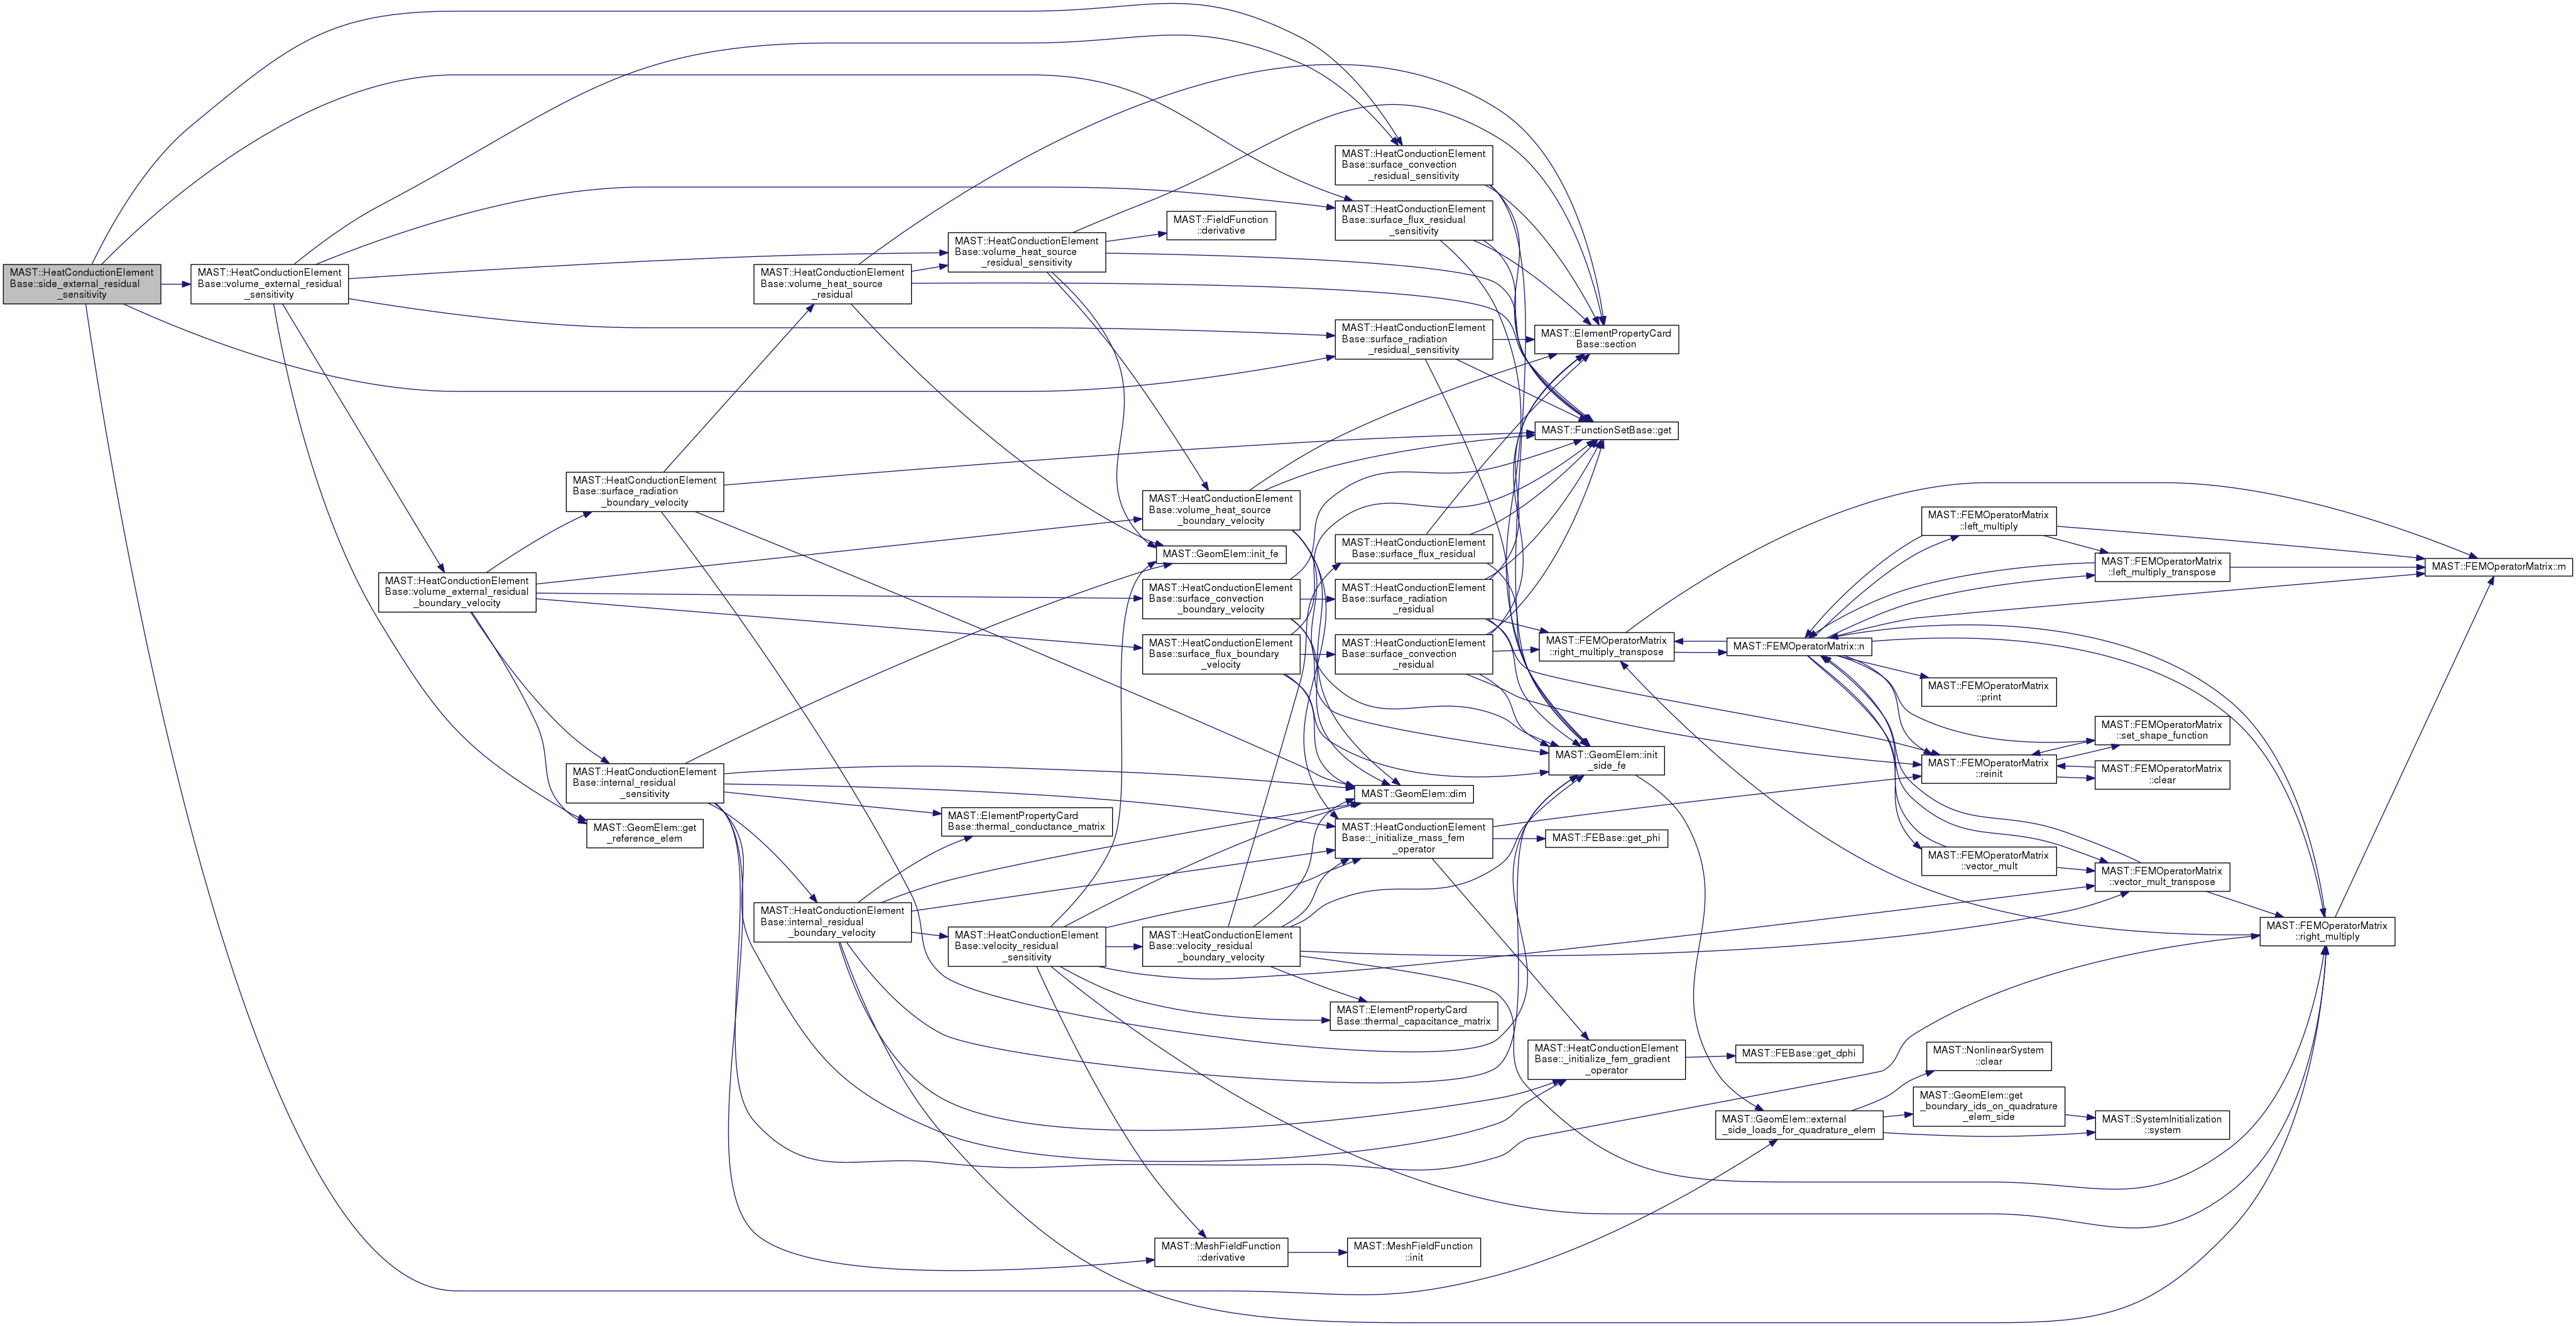 MAST::HeatConductionElement
Base::side_external_residual
_sensitivity
MAST::HeatConductionElement
Base::volume_external_residual
_sensitivity
MAST::HeatConductionElement
Base::volume_external_residual
_boundary_velocity
MAST::HeatConductionElement
Base::surface_radiation
_boundary_velocity
MAST::HeatConductionElement
Base::internal_residual
_sensitivity
MAST::GeomElem::get
_reference_elem
MAST::HeatConductionElement
Base::volume_heat_source
_residual
MAST::HeatConductionElement
Base::internal_residual
_boundary_velocity
MAST::HeatConductionElement
Base::volume_heat_source
_residual_sensitivity
MAST::ElementPropertyCard
Base::thermal_conductance_matrix
MAST::HeatConductionElement
Base::velocity_residual
_sensitivity
MAST::FieldFunction
::derivative
MAST::HeatConductionElement
Base::volume_heat_source
_boundary_velocity
MAST::GeomElem::init_fe
MAST::HeatConductionElement
Base::surface_convection
_boundary_velocity
MAST::HeatConductionElement
Base::surface_flux_boundary
_velocity
MAST::HeatConductionElement
Base::velocity_residual
_boundary_velocity
MAST::MeshFieldFunction
::derivative
MAST::HeatConductionElement
Base::surface_convection
_residual_sensitivity
MAST::HeatConductionElement
Base::surface_flux_residual
_sensitivity
MAST::HeatConductionElement
Base::surface_radiation
_residual_sensitivity
MAST::HeatConductionElement
Base::surface_flux_residual
MAST::HeatConductionElement
Base::surface_radiation
_residual
MAST::HeatConductionElement
Base::surface_convection
_residual
MAST::GeomElem::dim
MAST::HeatConductionElement
Base::_initialize_mass_fem
_operator
MAST::ElementPropertyCard
Base::thermal_capacitance_matrix
MAST::MeshFieldFunction
::init
MAST::ElementPropertyCard
Base::section
MAST::FunctionSetBase::get
MAST::FEMOperatorMatrix
::right_multiply_transpose
MAST::GeomElem::init
_side_fe
MAST::FEBase::get_phi
MAST::HeatConductionElement
Base::_initialize_fem_gradient
_operator
MAST::FEMOperatorMatrix::n
MAST::FEBase::get_dphi
MAST::GeomElem::external
_side_loads_for_quadrature_elem
MAST::FEMOperatorMatrix
::left_multiply
MAST::FEMOperatorMatrix
::print
MAST::FEMOperatorMatrix
::reinit
MAST::FEMOperatorMatrix
::vector_mult
MAST::NonlinearSystem
::clear
MAST::GeomElem::get
_boundary_ids_on_quadrature
_elem_side
MAST::FEMOperatorMatrix
::left_multiply_transpose
MAST::FEMOperatorMatrix
::set_shape_function
MAST::FEMOperatorMatrix
::clear
MAST::FEMOperatorMatrix
::vector_mult_transpose
MAST::SystemInitialization
::system
MAST::FEMOperatorMatrix
::right_multiply
MAST::FEMOperatorMatrix::m